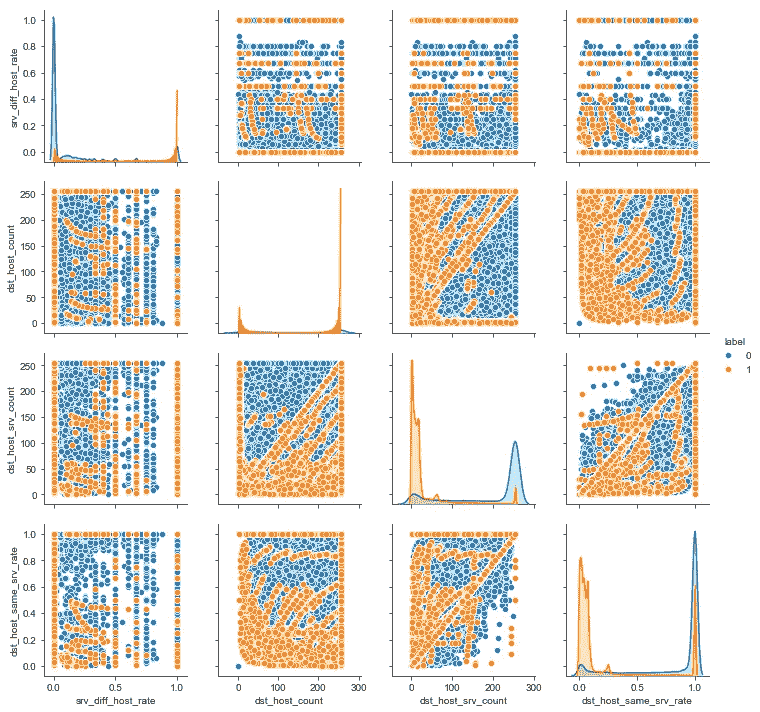 1.0
0.8
0.6
0.4
0.2
0.0
srv_diff_host_rate
250
200
150
100
50
0
dst_host_count
label
0
1
250
200
150
100
50
0
dst_host_srv_count
1.0
0.8
0.6
0.4
0.2
0.0
dst_host_same_srv_rate
0.0 0.5 1.0
srv_diff_host_rate
0 100 200 300
dst_host_count
0 100 200 300
dst_host_srv_count
0.0 0.5 1.0
dst_host_same_srv_rate